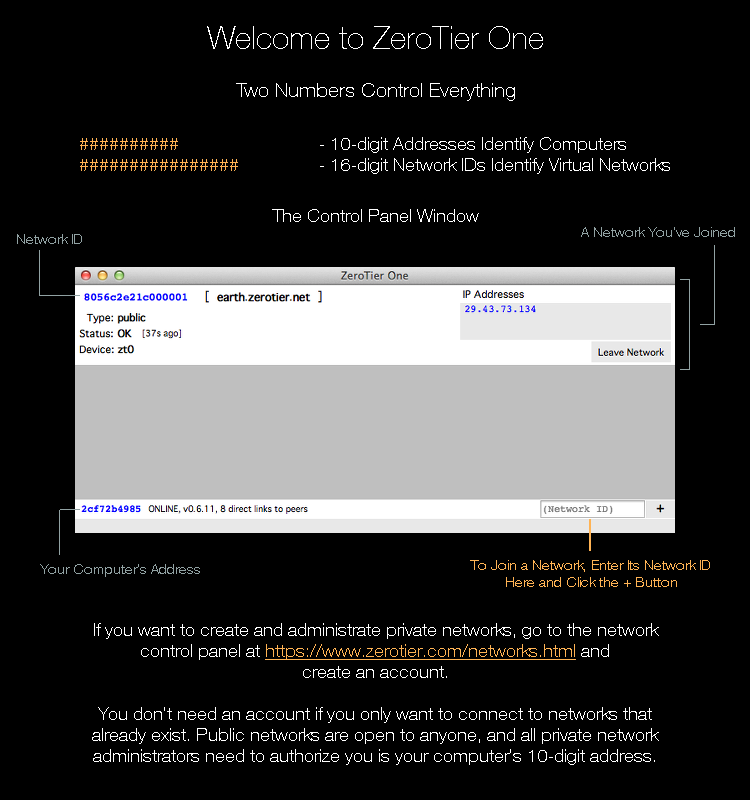 Welcome to ZeroTier One
Two Numbers Control Everything
########## - 10-digit Addresses Identify Computers
################ - 16-digit Network IDs Identify Virtual Networks
The Control Panel Window
Network ID
A Network You've Joined
ZeroTier One
8056c2e21c000001 [ earth.zerotier.net ]
IP Addresses
29.43.73.134
Type: public
Status: OK [37s ago]
Device: zt0
Leave Network
2cf72b4985 ONLINE, v0.6.11, 8 direct links to peers
(Network ID) +
Your Computer's Address
To Join a Network, Enter Its Network ID
Here and Click the + Button
If you want to create and administrate private networks, go to the network
control panel at https://www.zerotier.com/networks.html and
create an account.
You don't need an account if you only want to connect to networks that
already exist. Public networks are open to anyone, and all private network
administrators need to authorize you is your computer's 10-digit address.